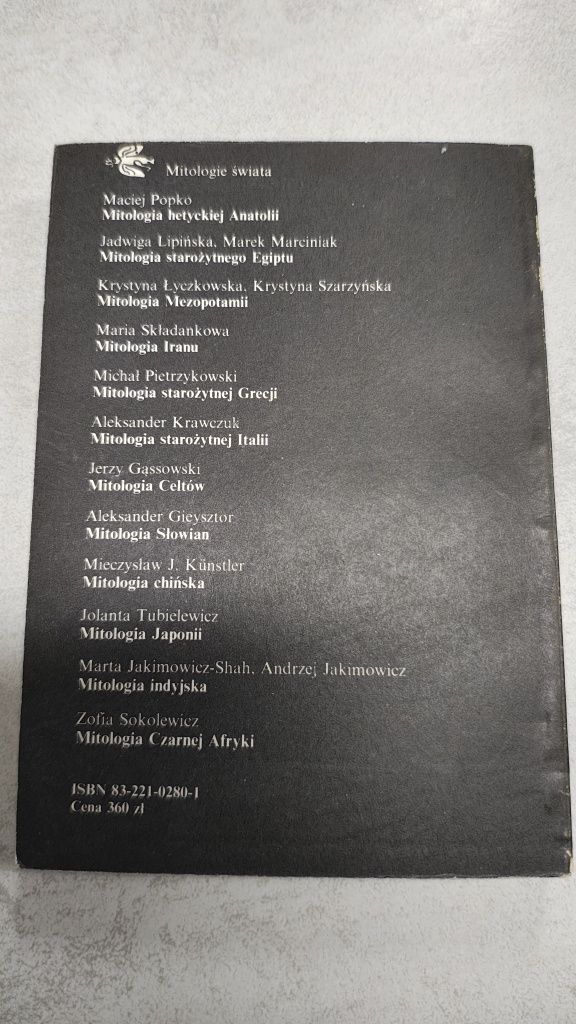 Mitologie świata
Maciej Popko
Mitologia hetyckiej Anatolii
Jadwiga Lipińska, Marek Marciniak
Mitologia starożytnego Egiptu
Krystyna Łyczkowska, Krystyna Szarzyńska
Mitologia Mezopotamii
Maria Składankowa
Mitologia Iranu
Michał Pietrzykowski
Mitologia starożytnej Grecji
Aleksander Krawczuk
Mitologia starożytnej Italii
Jerzy Gąssowski
Mitologia Celtów
Aleksander Gieysztor
Mitologia Słowian
Mieczysław J. Künstler
Mitologia chińska
Jolanta Tubielewicz
Mitologia Japonii
Marta Jakimowicz-Shah, Andrzej Jakimowicz
Mitologia indyjska
Zofia Sokolewicz
Mitologia Czarnej Afryki
ISBN 83-221-0280-1
Cena 360 zł